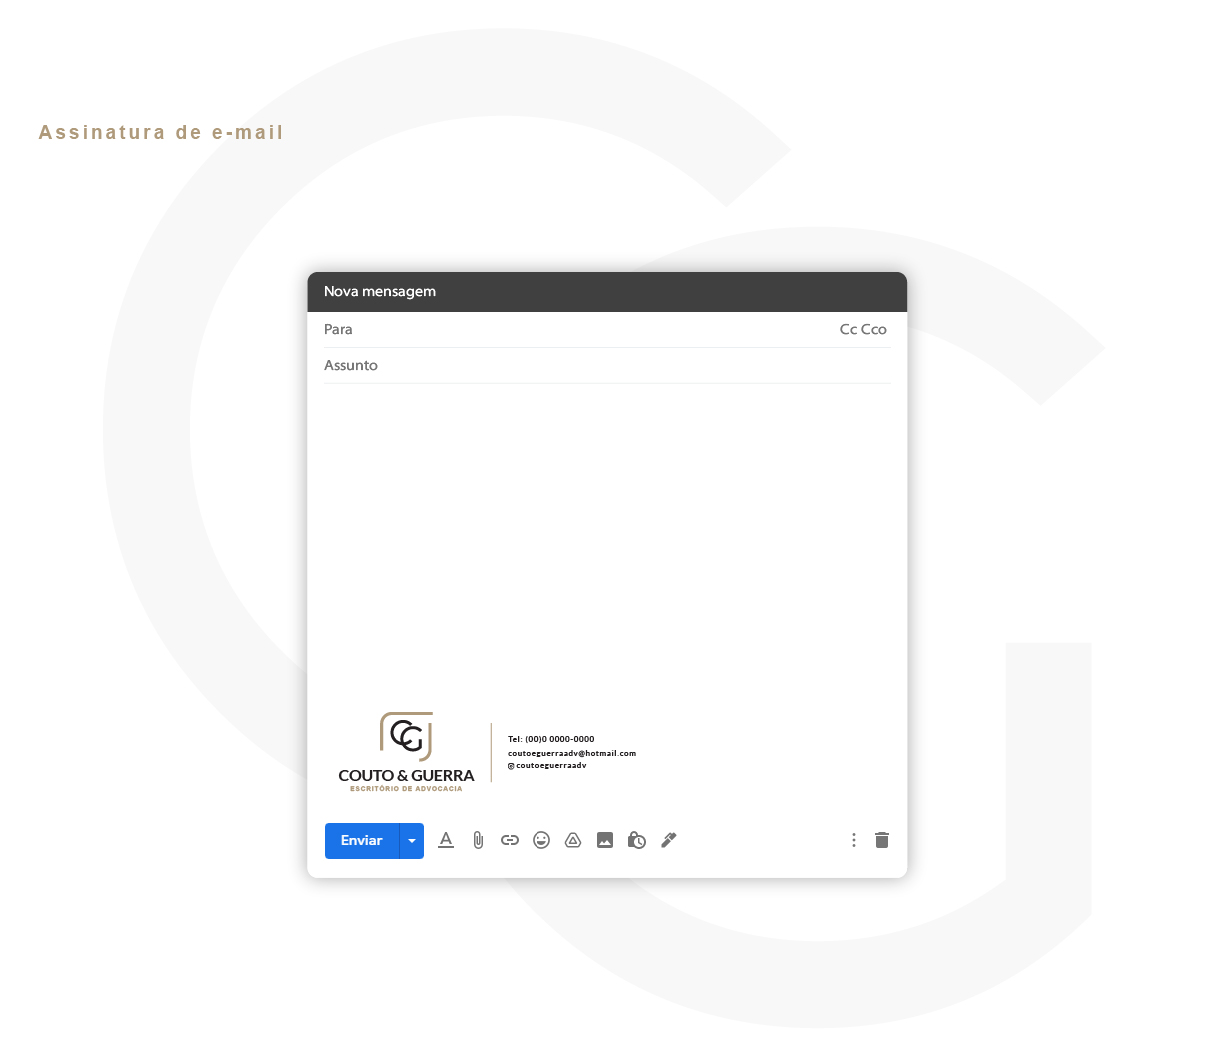 Assinatura de e-mail
Nova mensagem
Para Cc Cco
Assunto
CG
COUTO & GUERRA
ESCRITÓRIO DE ADVOCACIA
Tel: (00)0 0000-0000
coutoeguerraadv@hotmail.com
coutoeguerraadv
Enviar